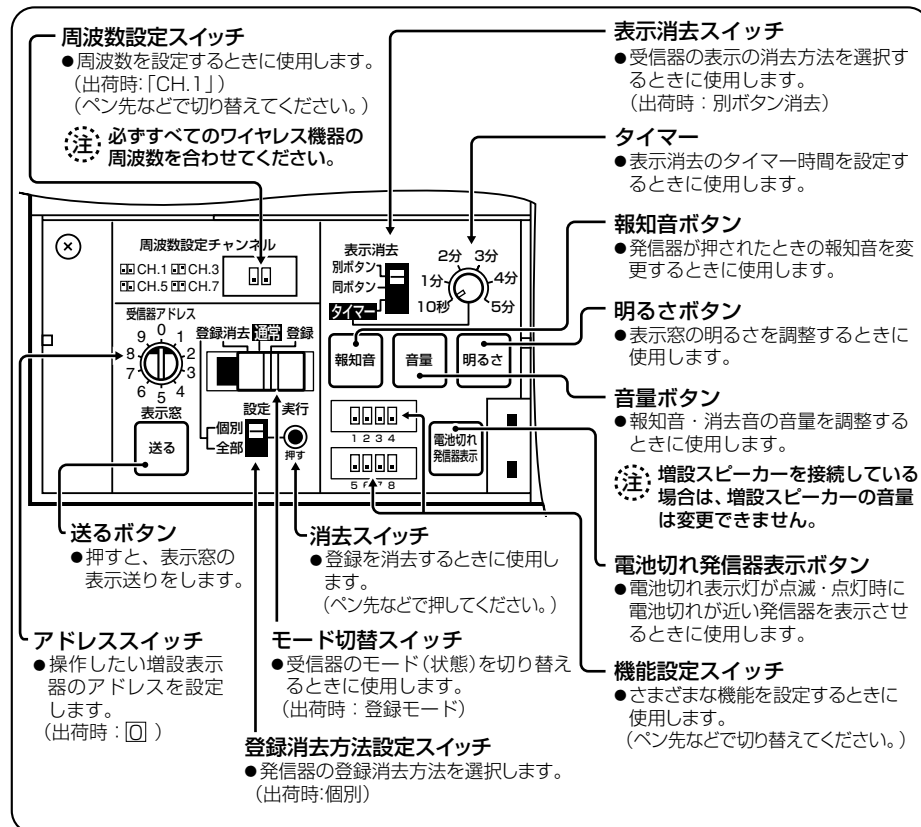 周波数設定スイッチ
●周波数を設定するときに使用します。
（出荷時:「CH.1」）
（ペン先などで切り替えてください。）
注 必ずすべてのワイヤレス機器の
周波数を合わせてください。
表示消去スイッチ
●受信器の表示の消去方法を選択す
るときに使用します。
（出荷時：別ボタン消去）
タイマー
●表示消去のタイマー時間を設定す
るときに使用します。
報知音ボタン
●発信器が押されたときの報知音を変
更するときに使用します。
明るさボタン
●表示窓の明るさを調整するときに
使用します。
音量ボタン
●報知音・消去音の音量を調整する
ときに使用します。
注 増設スピーカーを接続している
場合は、増設スピーカーの音量
は変更できません。
電池切れ発信器表示ボタン
●電池切れ表示灯が点滅・点灯時に
電池切れが近い発信器を表示させ
るときに使用します。
機能設定スイッチ
●さまざまな機能を設定するときに
使用します。
（ペン先などで切り替えてください。）
周波数設定チャンネル
CH.1 CH.3
CH.5 CH.7
受信器アドレス
0 1 2 3 4 5 6 7 8 9
表示窓
送る
登録消去 通常 登録
設定 実行
個別
全部
押す
表示消去
別ボタン
同ボタン
タイマー
10秒 1分 2分 3分 4分 5分
報知音 音量 明るさ
1 2 3 4
5 6 7 8
電池切れ
発信器表示
送るボタン
●押すと、表示窓の
表示送りをします。
消去スイッチ
●登録を消去するときに使用し
ます。
（ペン先などで押してください。）
アドレススイッチ
●操作したい増設表示
器のアドレスを設定
します。
（出荷時：0）
モード切替スイッチ
●受信器のモード（状態）を切り替え
るときに使用します。
（出荷時：登録モード）
登録消去方法設定スイッチ
●発信器の登録消去方法を選択します。
（出荷時:個別）